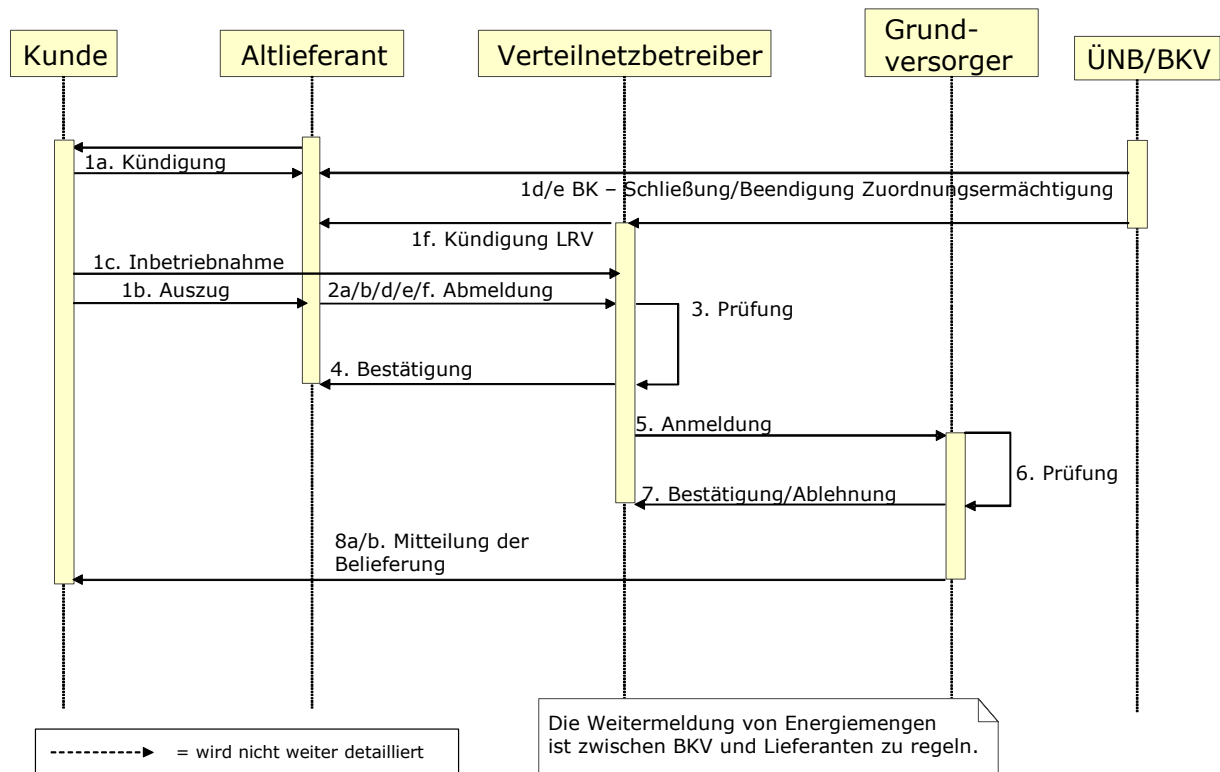 Kunde
Altlieferant
Verteilnetzbetreiber
Grund-
versorger
ÜNB/BKV
1a. Kündigung
1d/e BK – Schließung/Beendigung Zuordnungsermächtigung
1f. Kündigung LRV
1c. Inbetriebnahme
1b. Auszug
2a/b/d/e/f. Abmeldung
3. Prüfung
4. Bestätigung
5. Anmeldung
6. Prüfung
7. Bestätigung/Ablehnung
8a/b. Mitteilung der
Belieferung
Die Weitermeldung von Energiemengen
ist zwischen BKV und Lieferanten zu regeln.
= wird nicht weiter detailliert